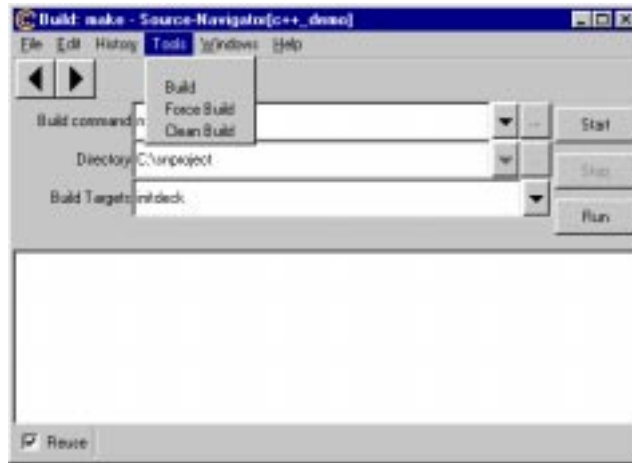 Build: make - Source-Navigator[c++_demo]
File Edit History Tools Windows Help
Build
Force Build
Clean Build
Build command
Start
Directory C:\snproject
Stop
Build Targets mtdeck
Run
Reuse